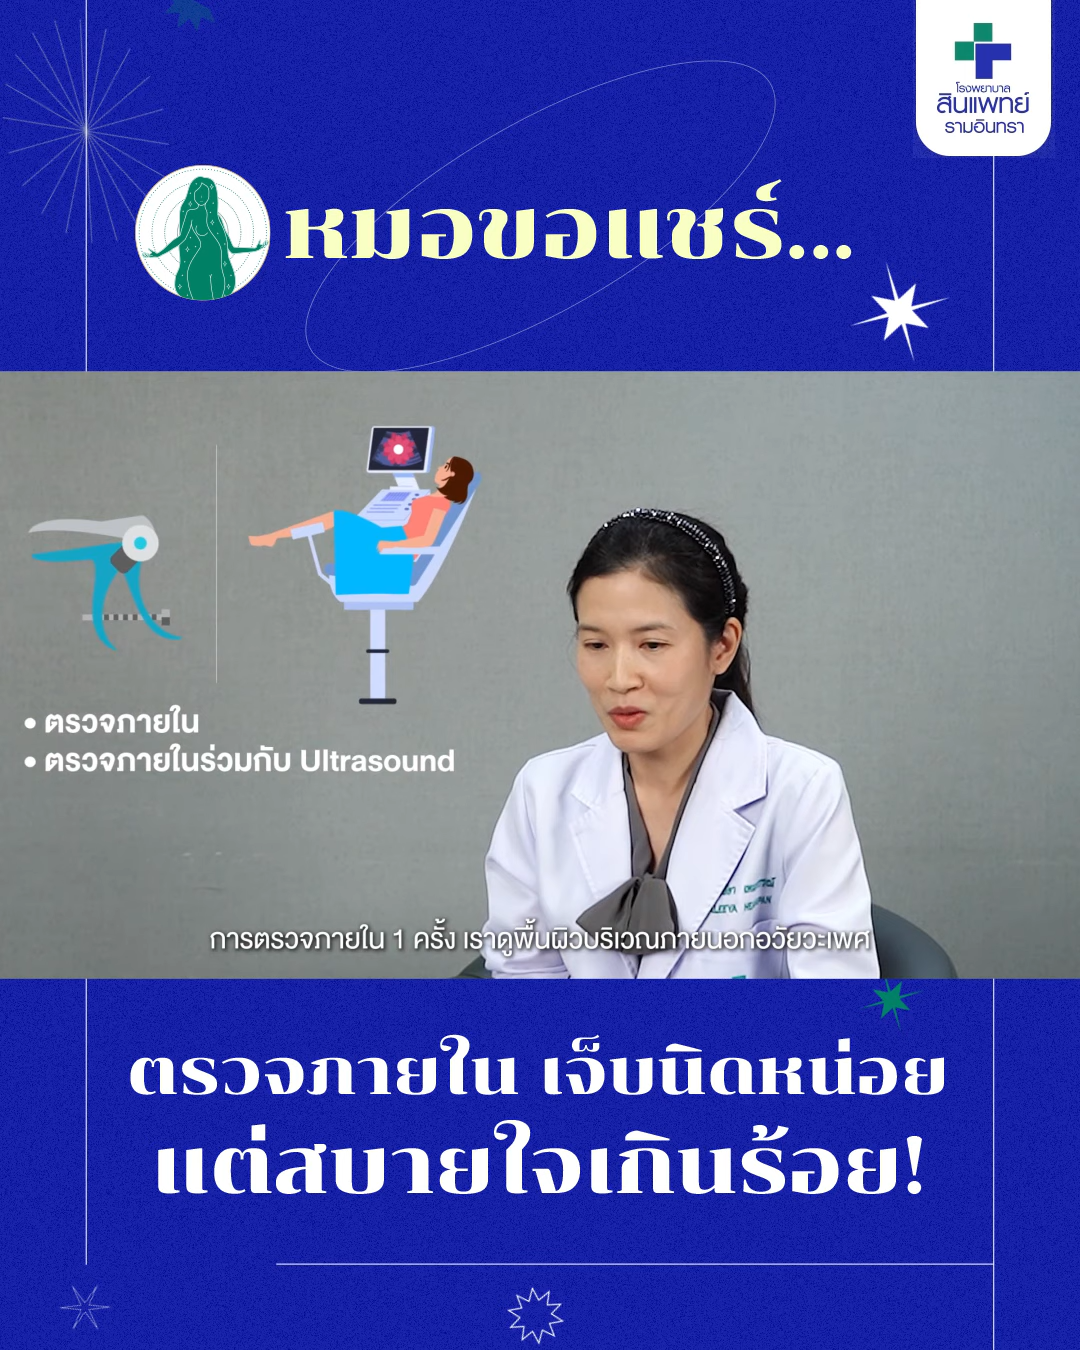 โรงพยาบาล
สินแพทย์
รามอินทรา
หมอขอแชร์...
• ตรวจภายใน
• ตรวจภายในร่วมกับ Ultrasound
การตรวจภายใน 1 ครั้ง เราดูพื้นผิวบริเวณภายนอกอวัยวะเพศ
ตรวจภายใน เจ็บนิดหน่อย
แต่สบายใจเกินร้อย!